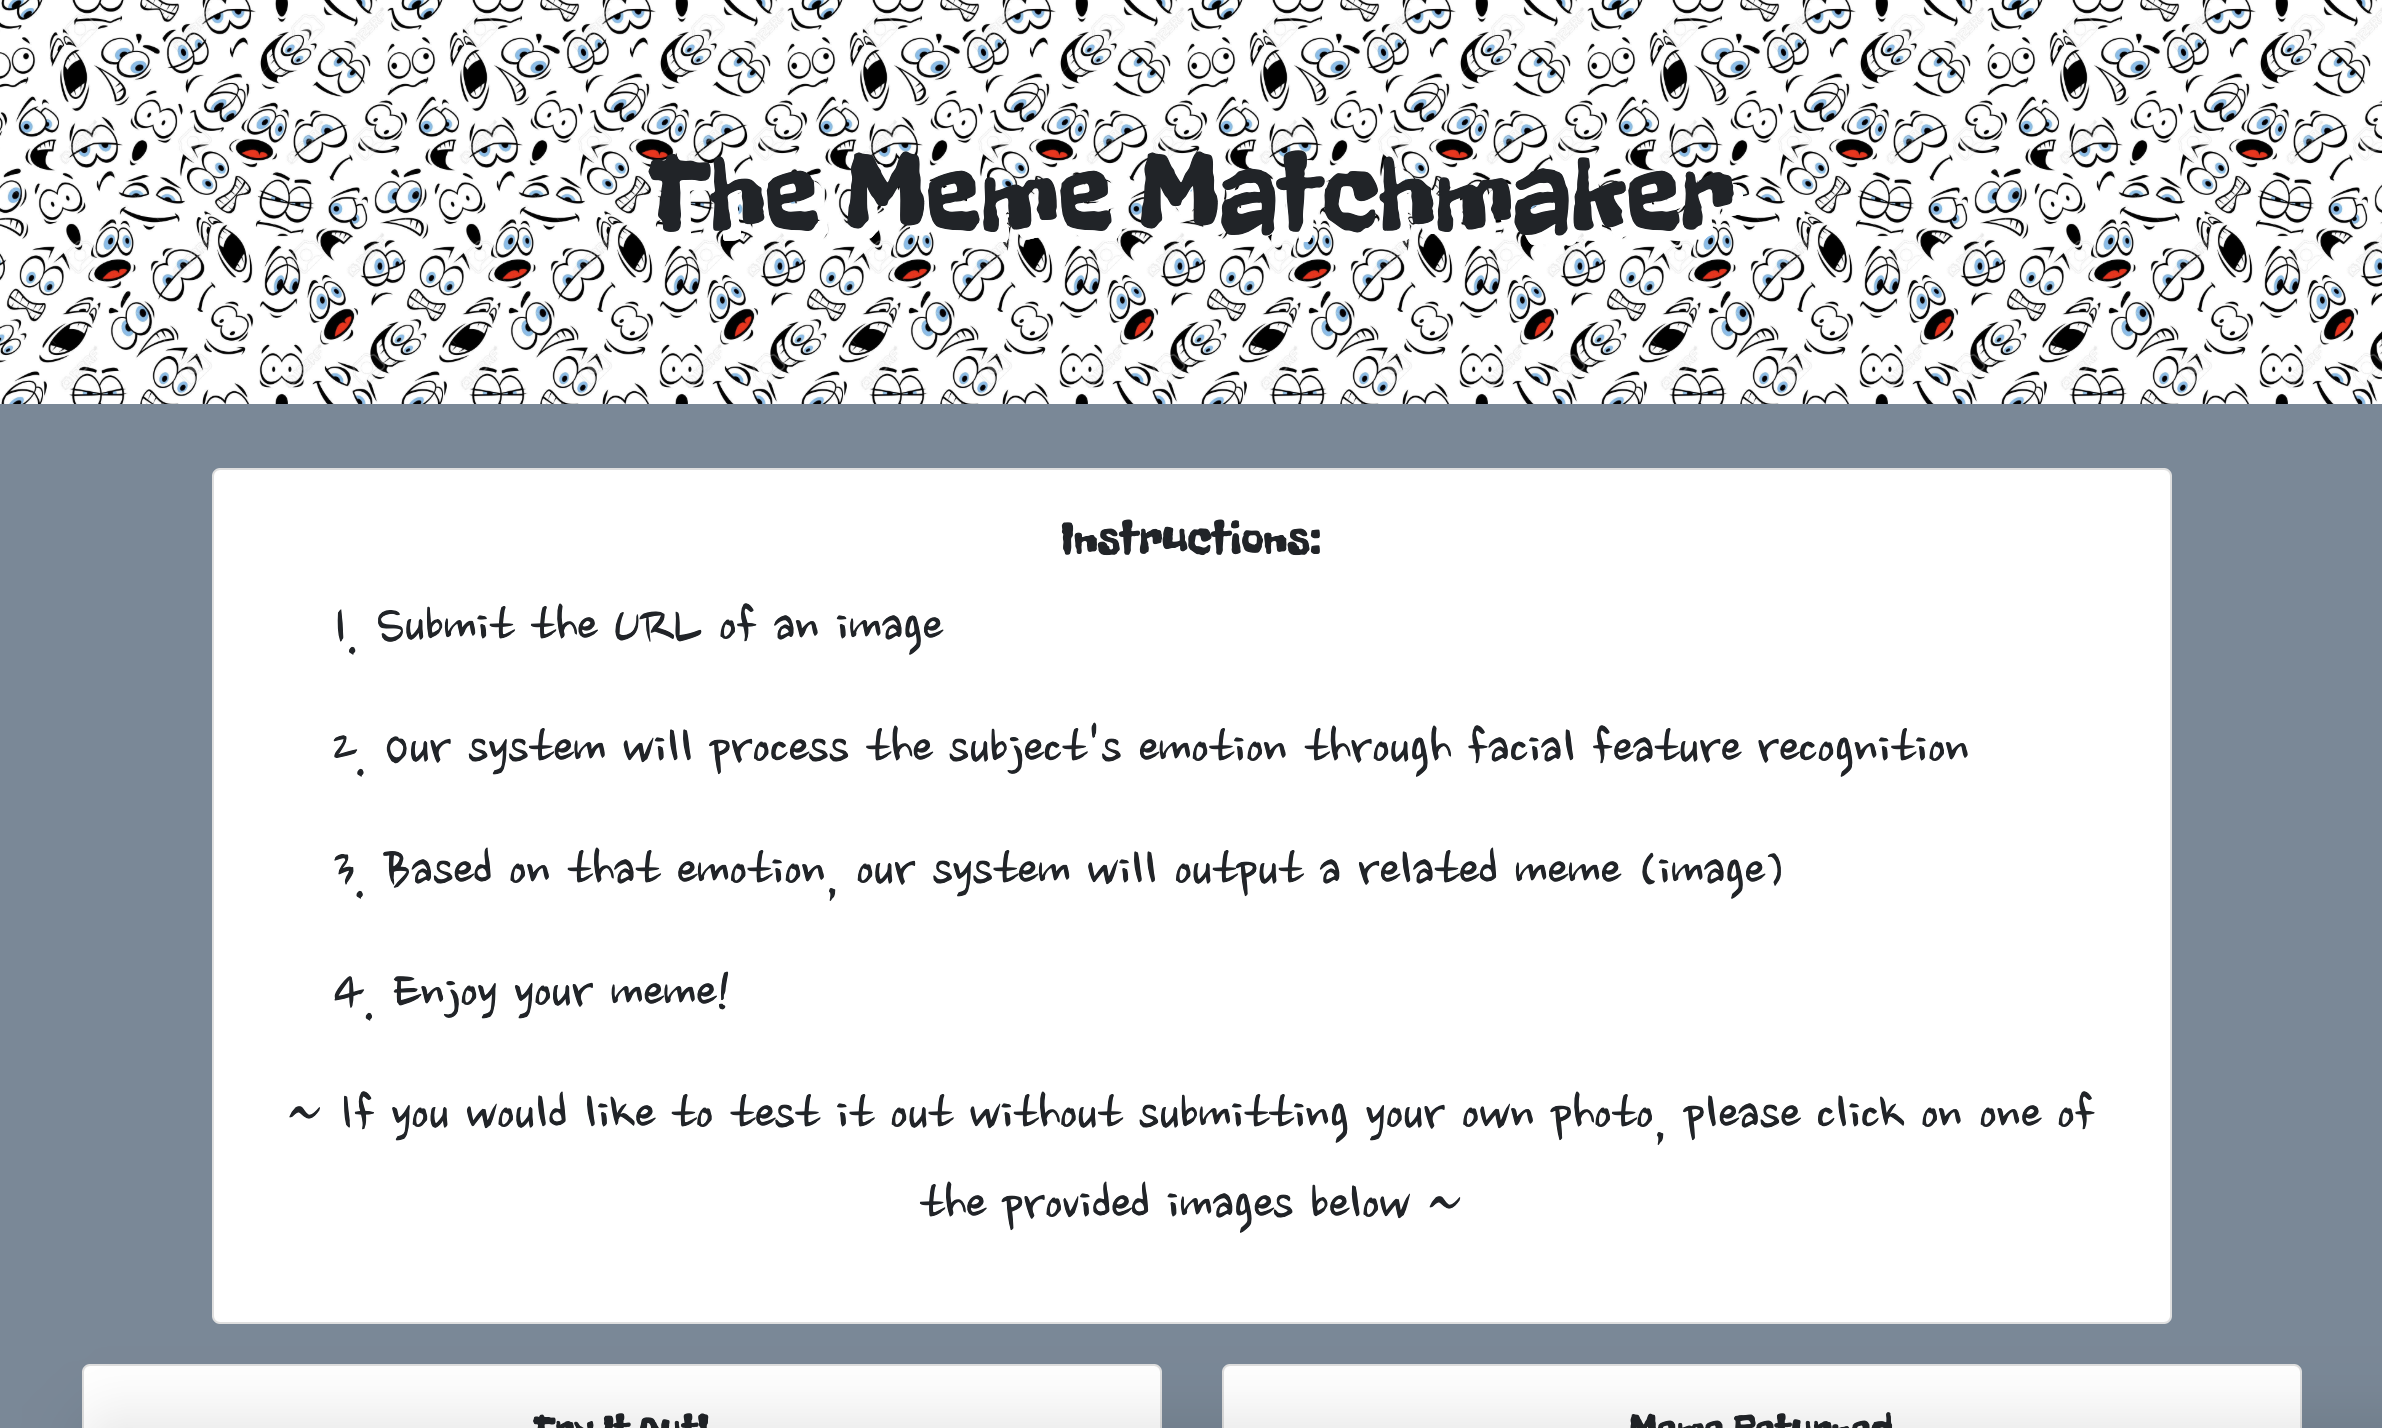 The Meme Matchmaker
Instructions:
1. Submit the URL of an image
2. Our system will process the subject's emotion through facial feature recognition
3. Based on that emotion, our system will output a related meme (image)
4. Enjoy your meme!
~ If you would like to test it out without submitting your own photo, please click on one of
the provided images below ~
Try It Out!
Meme Returned